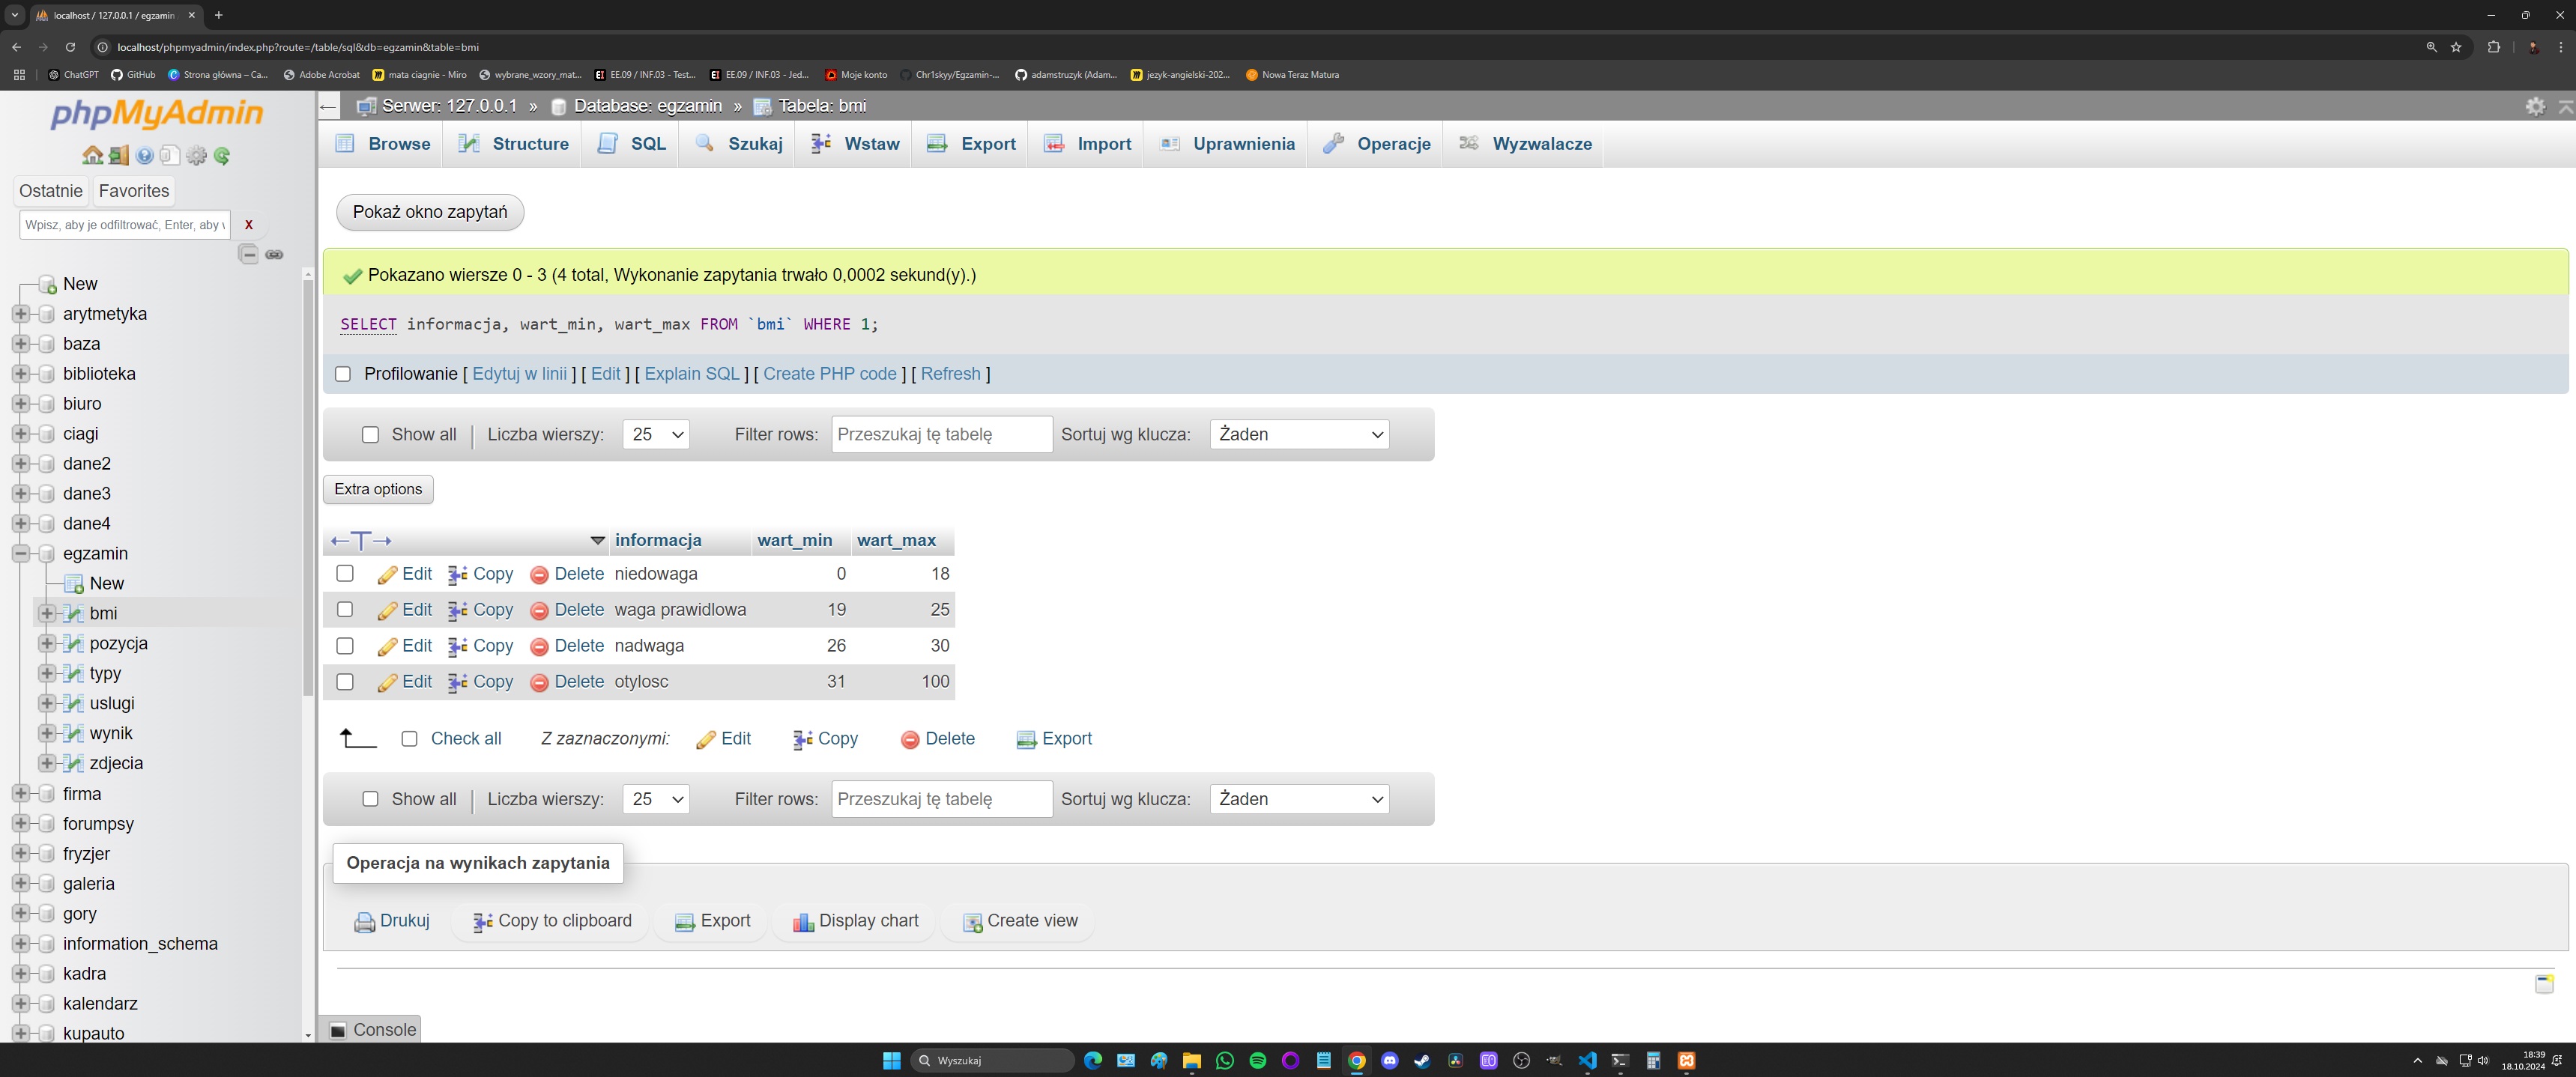 localhost / 127.0.0.1 / egzamin
localhost/phpmyadmin/index.php?route=/table/sql&db=egzamin&table=bmi
ChatGPT GitHub Strona główna – Ca... Adobe Acrobat mata ciagnie - Miro wybrane_wzory_mat... EE.09 / INF.03 - Test... EE.09 / INF.03 - Jed... Moje konto Chr1skyy/Egzamin-... adamstruzyk (Adam... jezyk-angielski-202... Nowa Teraz Matura
phpMyAdmin
Ostatnie Favorites
Wpisz, aby je odfiltrować, Enter, aby X
New
arytmetyka
baza
biblioteka
biuro
ciagi
dane2
dane3
dane4
egzamin
New
bmi
pozycja
typy
uslugi
wynik
zdjecia
firma
forumpsy
fryzjer
galeria
gory
information_schema
kadra
kalendarz
kupauto
Serwer: 127.0.0.1 » Database: egzamin » Tabela: bmi
Browse Structure SQL Szukaj Wstaw Export Import Uprawnienia Operacje Wyzwalacze
Pokaż okno zapytań
Pokazano wiersze 0 - 3 (4 total, Wykonanie zapytania trwało 0,0002 sekund(y).)
SELECT informacja, wart_min, wart_max FROM `bmi` WHERE 1;
Profilowanie [ Edytuj w linii ] [ Edit ] [ Explain SQL ] [ Create PHP code ] [ Refresh ]
Show all | Liczba wierszy: 25 Filter rows: Przeszukaj tę tabelę Sortuj wg klucza: Żaden
Extra options
informacja wart_min wart_max
Edit Copy Delete niedowaga 0 18
Edit Copy Delete waga prawidlowa 19 25
Edit Copy Delete nadwaga 26 30
Edit Copy Delete otylosc 31 100
Check all Z zaznaczonymi: Edit Copy Delete Export
Show all | Liczba wierszy: 25 Filter rows: Przeszukaj tę tabelę Sortuj wg klucza: Żaden
Operacja na wynikach zapytania
Drukuj Copy to clipboard Export Display chart Create view
Console
Wyszukaj
18:39
18.10.2024